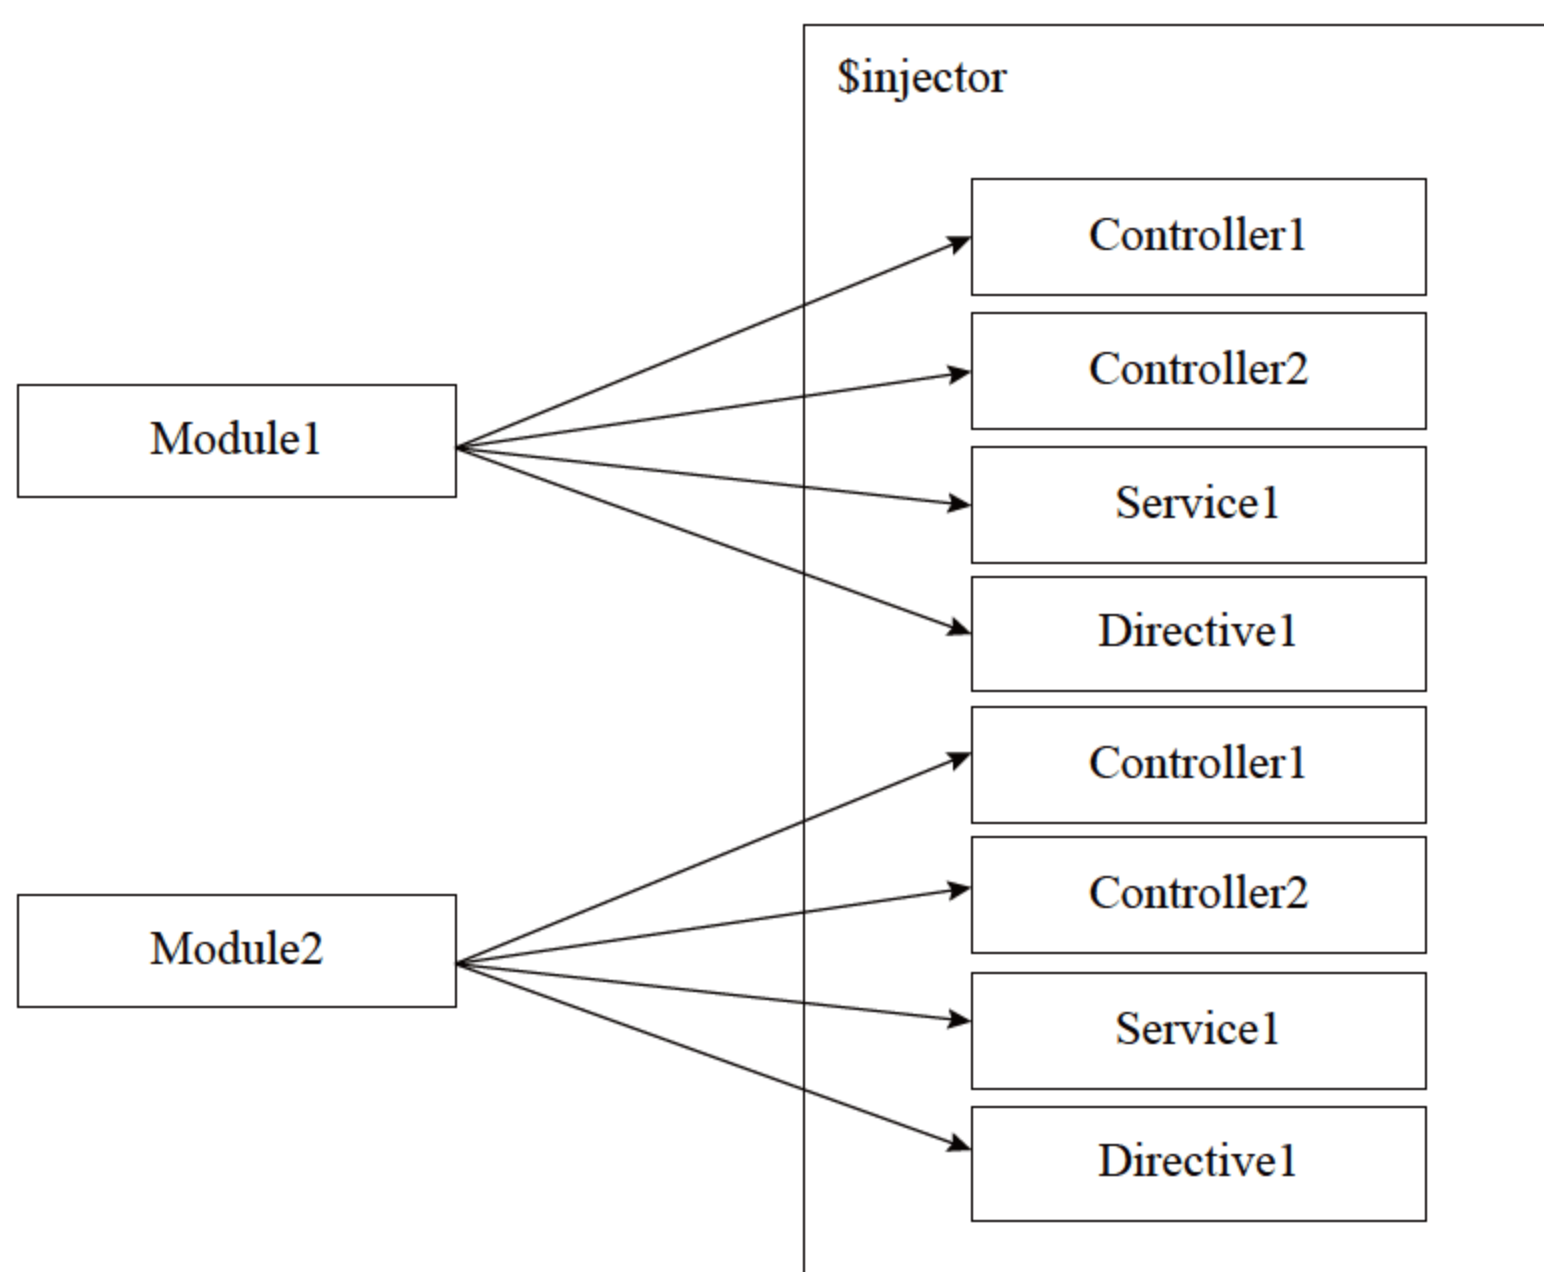 $injector
Controller1
Controller2
Module1
Service1
Directive1
Controller1
Controller2
Module2
Service1
Directive1